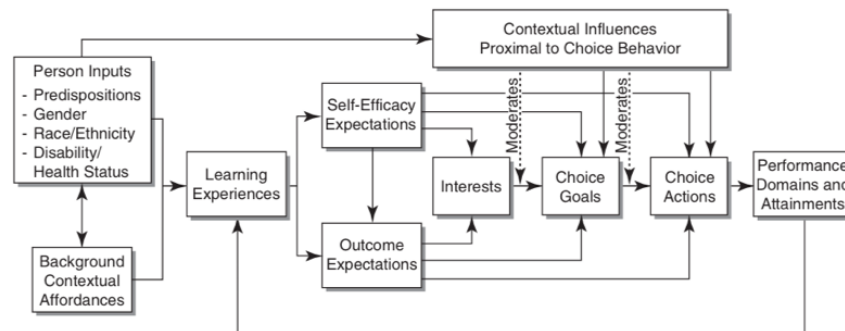 Contextual Influences
Proximal to Choice Behavior
Person Inputs
- Predispositions
- Gender
- Race/Ethnicity
- Disability/
Health Status
Self-Efficacy
Expectations
Moderates
Moderates
Learning
Experiences
Interests
Choice
Goals
Choice
Actions
Performance
Domains and
Attainments
Outcome
Expectations
Background
Contextual
Affordances